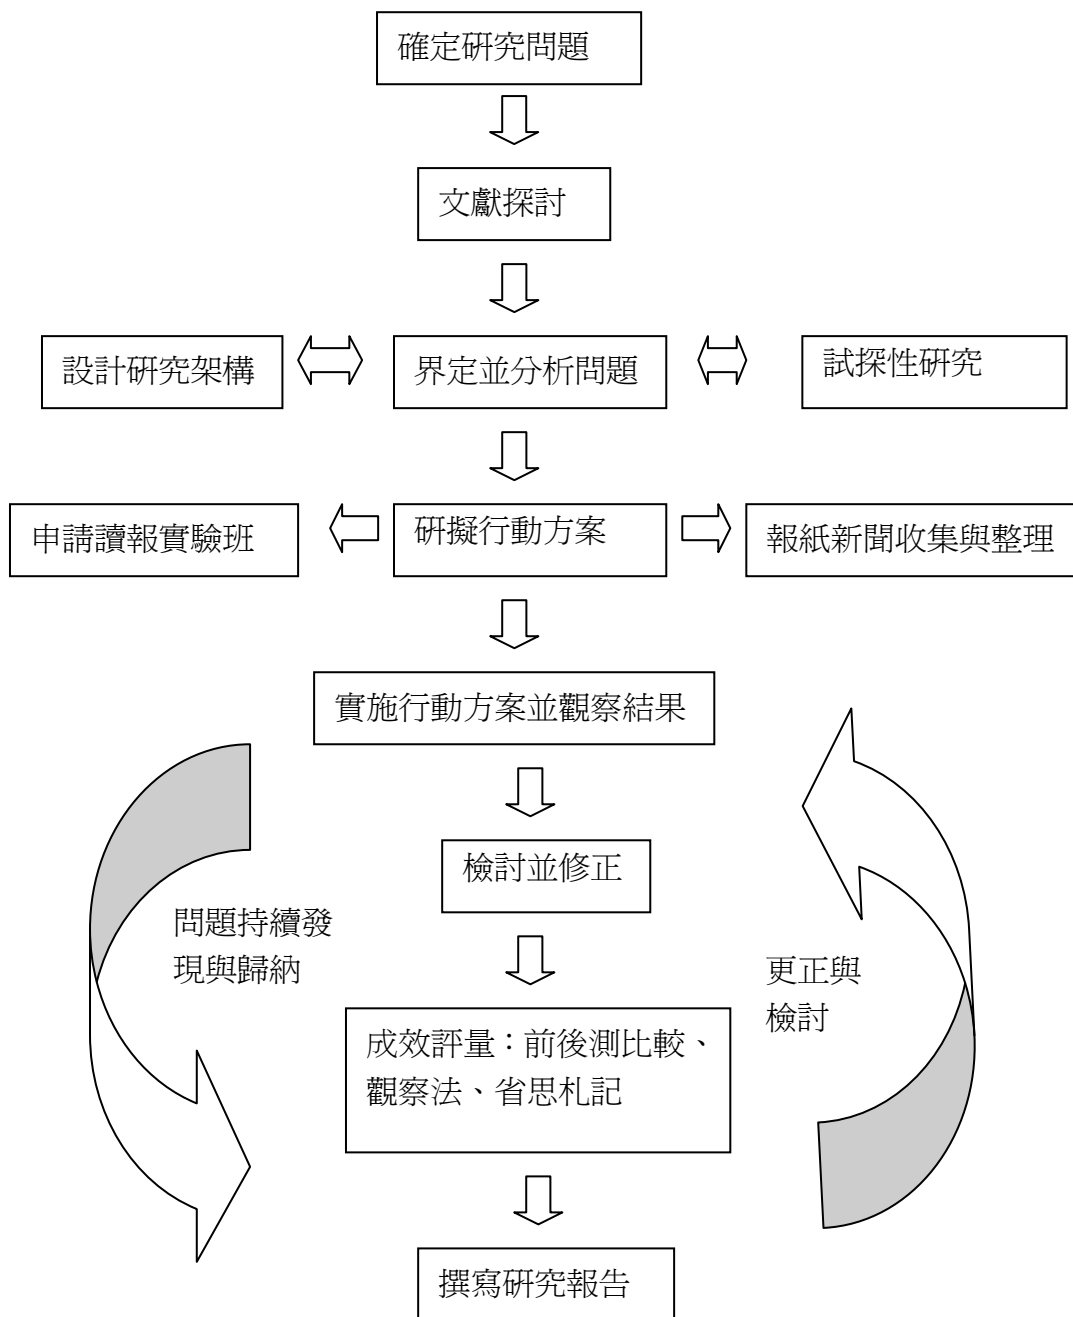 確定研究問題
文獻探討
設計研究架構
界定並分析問題
試探性研究
申請讀報實驗班
研擬行動方案
報紙新聞收集與整理
實施行動方案並觀察結果
檢討並修正
問題持續發
現與歸納
更正與
檢討
成效評量：前後測比較、
觀察法、省思札記
撰寫研究報告